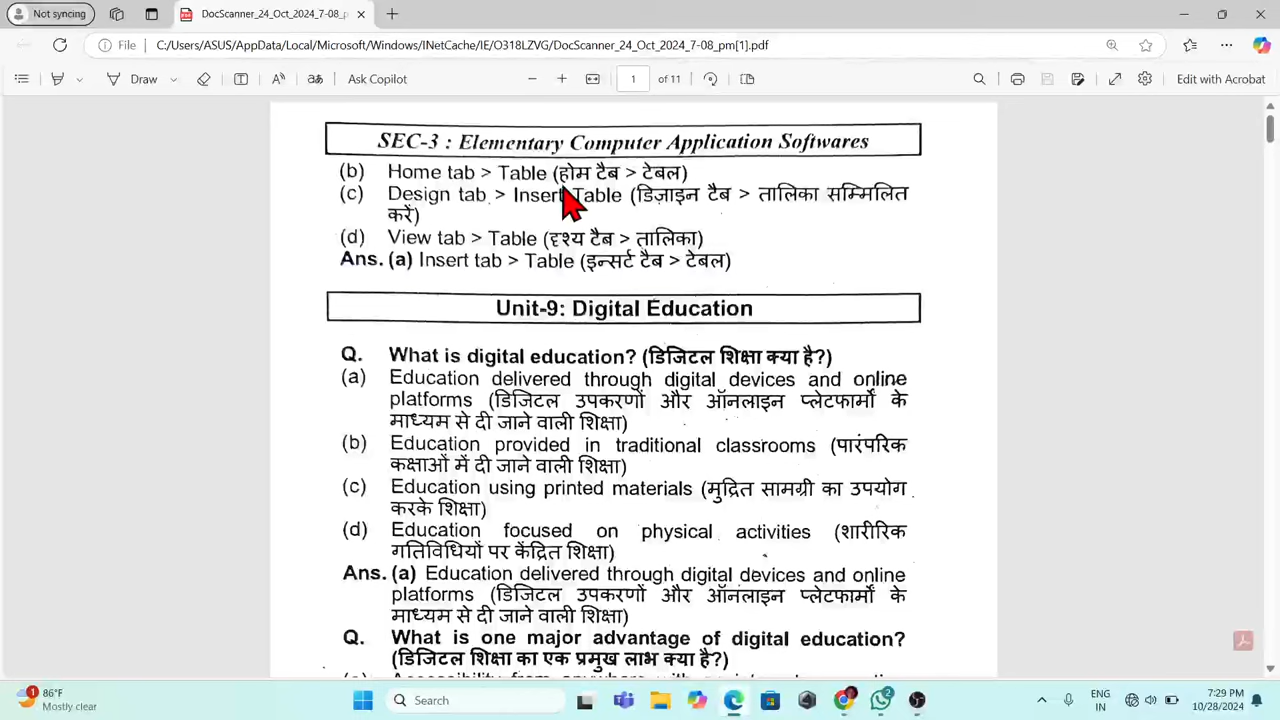 Not syncing
DocScanner_24_Oct_2024_7-08_p
File
C:/Users/ASUS/AppData/Local/Microsoft/Windows/INetCache/IE/O318LZVG/DocScanner_24_Oct_2024_7-08_pm[1].pdf
Draw
Ask Copilot
1 of 11
Edit with Acrobat
SEC-3 : Elementary Computer Application Softwares
(b) Home tab > Table (होम टैब > टेबल)
(c) Design tab > Insert Table (डिज़ाइन टैब > तालिका सम्मिलित
करें)
(d) View tab > Table (दृश्य टैब > तालिका)
Ans. (a) Insert tab > Table (इन्सर्ट टैब > टेबल)
Unit-9: Digital Education
Q. What is digital education? (डिजिटल शिक्षा क्या है?)
(a) Education delivered through digital devices and online
platforms (डिजिटल उपकरणों और ऑनलाइन प्लेटफार्मों के
माध्यम से दी जाने वाली शिक्षा)
(b) Education provided in traditional classrooms (पारंपरिक
कक्षाओं में दी जाने वाली शिक्षा)
(c) Education using printed materials (मुद्रित सामग्री का उपयोग
करके शिक्षा)
(d) Education focused on physical activities (शारीरिक
गतिविधियों पर केंद्रित शिक्षा)
Ans. (a) Education delivered through digital devices and online
platforms (डिजिटल उपकरणों और ऑनलाइन प्लेटफार्मों के
माध्यम से दी जाने वाली शिक्षा)
Q. What is one major advantage of digital education?
(डिजिटल शिक्षा का एक प्रमुख लाभ क्या है?)
1
86°F
Mostly clear
Search
ENG
IN
7:29 PM
10/28/2024